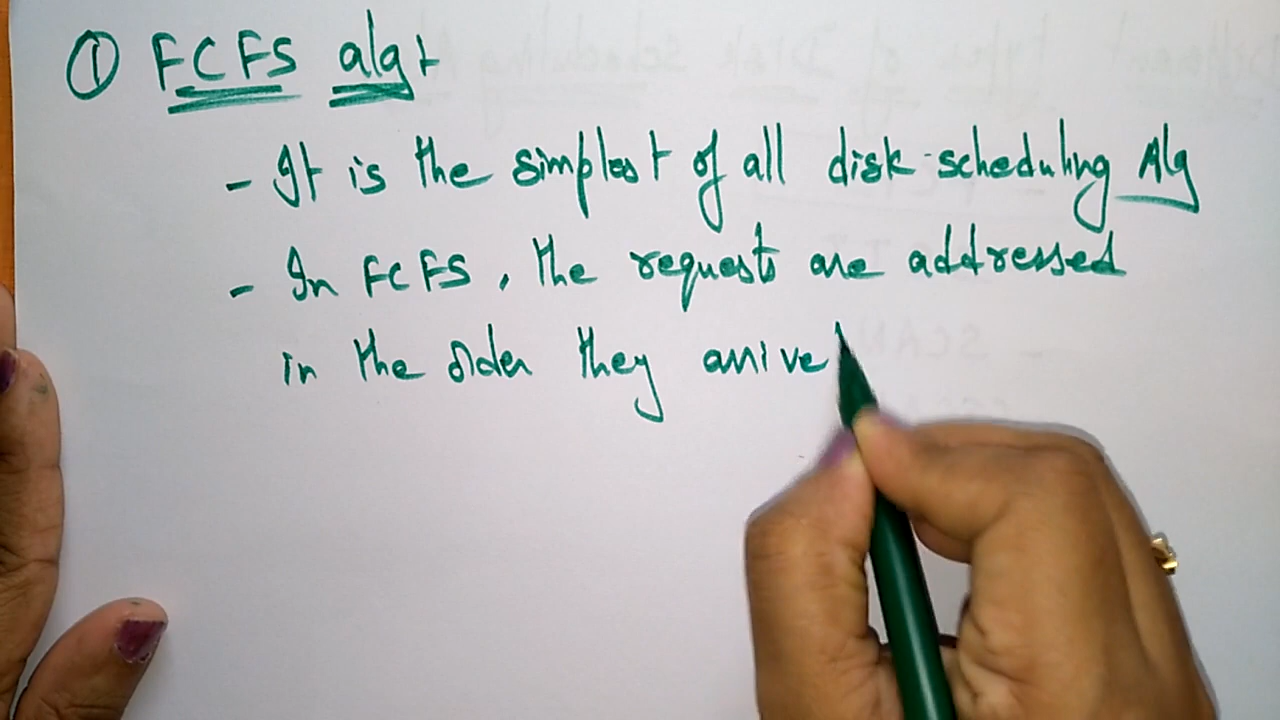 ① FCFS alg+
- It is the simplest of all disk-scheduling Alg
- In FCFS, the requests are addressed
in the order they arrive